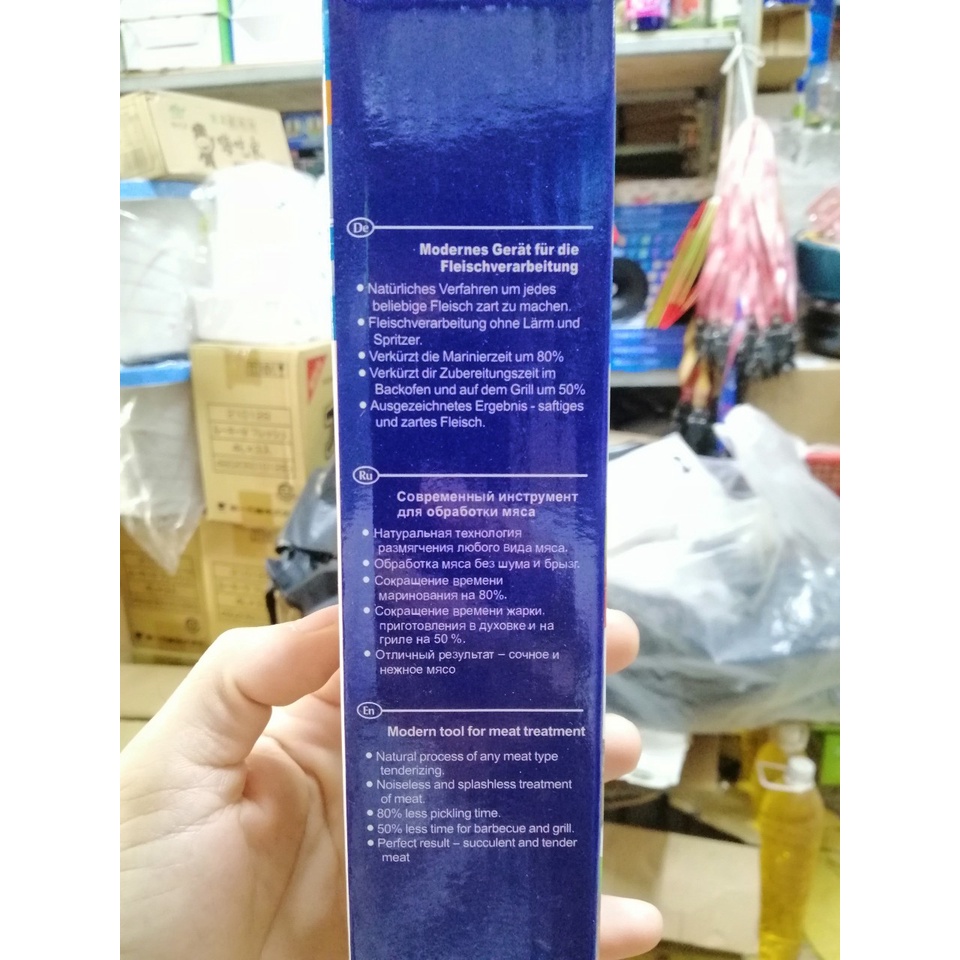 De
Modernes Gerät für die
Fleischverarbeitung
• Natürliches Verfahren um jedes
beliebige Fleisch zart zu machen.
• Fleischverarbeitung ohne Lärm und
Spritzer.
• Verkürzt die Marinierzeit um 80%
• Verkürzt dir Zubereitungszeit im
Backofen und auf dem Grill um 50%
• Ausgezeichnetes Ergebnis - saftiges
und zartes Fleisch.
Ru
Современный инструмент
для обработки мяса
• Натуральная технология
размягчения любого вида мяса.
• Обработка мяса без шума и брызг.
• Сокращение времени
маринования на 80%.
• Сокращение времени жарки,
приготовления в духовке и на
гриле на 50 %.
• Отличный результат – сочное и
нежное мясо
En
Modern tool for meat treatment
• Natural process of any meat type
tenderizing.
• Noiseless and splashless treatment
of meat.
• 80% less pickling time.
• 50% less time for barbecue and grill.
• Perfect result – succulent and tender
meat